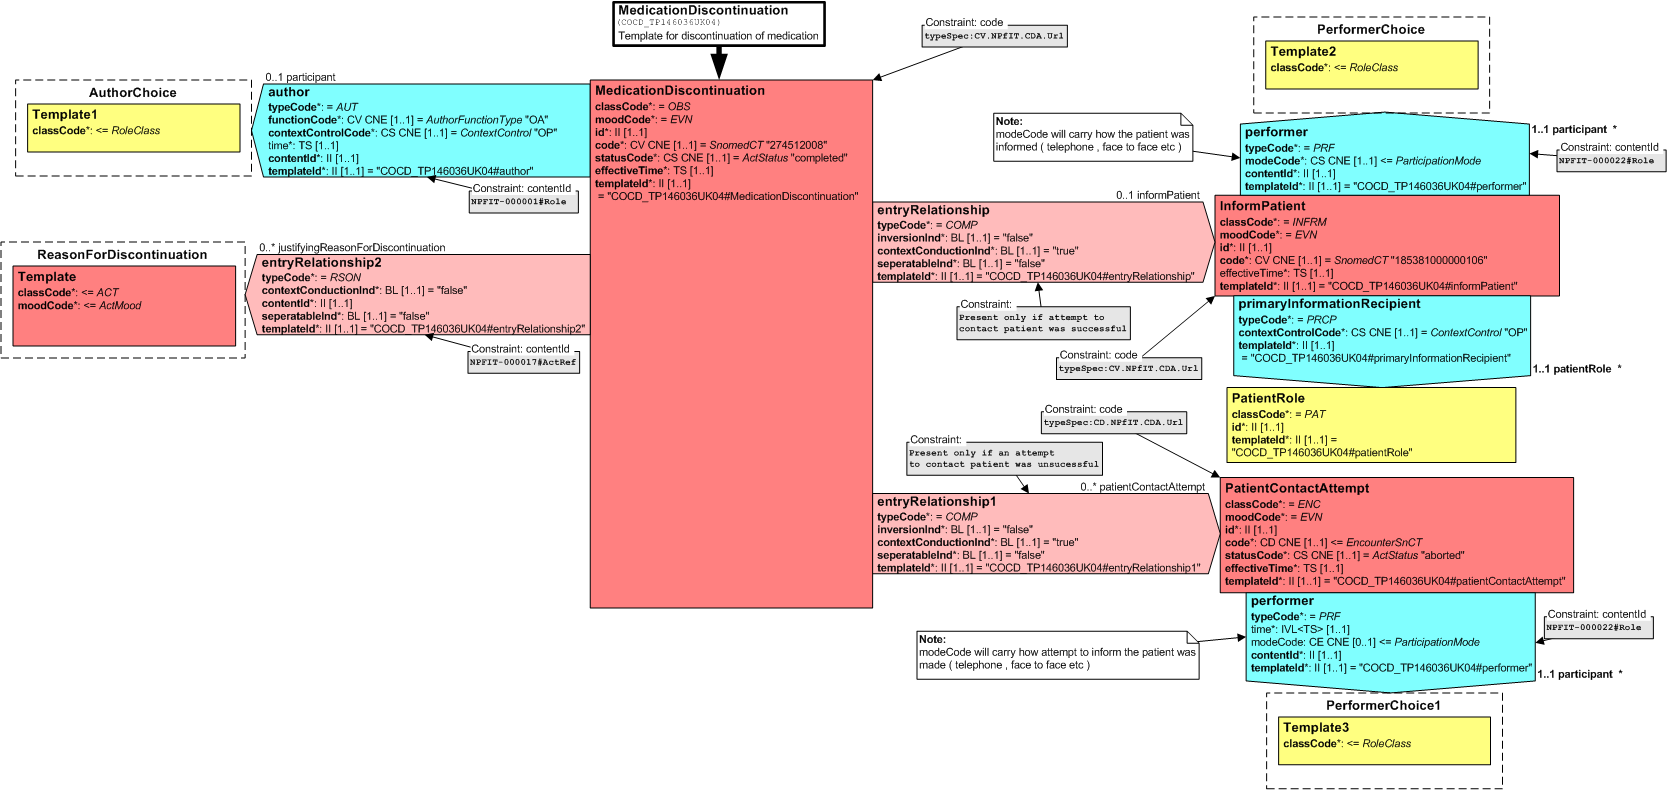 MedicationDiscontinuation
(COCD_TP146036UK04)
Template for discontinuation of medication
Constraint: code
typeSpec:CV.NPfIT.CDA.Url
PerformerChoice
Template2
classCode*: <= RoleClass
AuthorChoice
Template1
classCode*: <= RoleClass
0..1 participant
author
typeCode*: = AUT
functionCode*: CV CNE [1..1] = AuthorFunctionType "OA"
contextControlCode*: CS CNE [1..1] = ContextControl "OP"
time*: TS [1..1]
contentId*: II [1..1]
templateId*: II [1..1] = "COCD_TP146036UK04#author"
Constraint: contentId
NPFIT-000001#Role
MedicationDiscontinuation
classCode*: = OBS
moodCode*: = EVN
id*: II [1..1]
code*: CV CNE [1..1] = SnomedCT "274512008"
statusCode*: CS CNE [1..1] = ActStatus "completed"
effectiveTime*: TS [1..1]
templateId*: II [1..1]
= "COCD_TP146036UK04#MedicationDiscontinuation"
Note:
modeCode will carry how the patient was
informed ( telephone , face to face etc )
performer
typeCode*: = PRF
modeCode*: CS CNE [1..1] <= ParticipationMode
contentId*: II [1..1]
templateId*: II [1..1] = "COCD_TP146036UK04#performer"
1..1 participant *
Constraint: contentId
NPFIT-000022#Role
0..1 informPatient
entryRelationship
typeCode*: = COMP
inversionInd*: BL [1..1] = "false"
contextConductionInd*: BL [1..1] = "true"
seperatableInd*: BL [1..1] = "false"
templateId*: II [1..1] = "COCD_TP146036UK04#entryRelationship"
InformPatient
classCode*: = INFRM
moodCode*: = EVN
id*: II [1..1]
code*: CV CNE [1..1] = SnomedCT "185381000000106"
effectiveTime*: TS [1..1]
templateId*: II [1..1] = "COCD_TP146036UK04#informPatient"
ReasonForDiscontinuation
Template
classCode*: <= ACT
moodCode*: <= ActMood
0..* justifyingReasonForDiscontinuation
entryRelationship2
typeCode*: = RSON
contextConductionInd*: BL [1..1] = "false"
contentId*: II [1..1]
seperatableInd*: BL [1..1] = "false"
templateId*: II [1..1] = "COCD_TP146036UK04#entryRelationship2"
Constraint: contentId
NPFIT-000017#ActRef
Constraint:
Present only if attempt to
contact patient was successful
Constraint: code
typeSpec:CV.NPfIT.CDA.Url
primaryInformationRecipient
typeCode*: = PRCP
contextControlCode*: CS CNE [1..1] = ContextControl "OP"
templateId*: II [1..1]
= "COCD_TP146036UK04#primaryInformationRecipient"
1..1 patientRole *
PatientRole
classCode*: = PAT
id*: II [1..1]
templateId*: II [1..1] =
"COCD_TP146036UK04#patientRole"
Constraint: code
typeSpec:CD.NPfIT.CDA.Url
Constraint:
Present only if an attempt
to contact patient was unsucessful
0..* patientContactAttempt
entryRelationship1
typeCode*: = COMP
inversionInd*: BL [1..1] = "false"
contextConductionInd*: BL [1..1] = "true"
seperatableInd*: BL [1..1] = "false"
templateId*: II [1..1] = "COCD_TP146036UK04#entryRelationship1"
PatientContactAttempt
classCode*: = ENC
moodCode*: = EVN
id*: II [1..1]
code*: CD CNE [1..1] <= EncounterSnCT
statusCode*: CS CNE [1..1] = ActStatus "aborted"
effectiveTime*: TS [1..1]
templateId*: II [1..1] = "COCD_TP146036UK04#patientContactAttempt"
performer
typeCode*: = PRF
time*: IVL<TS> [1..1]
modeCode: CE CNE [0..1] <= ParticipationMode
contentId*: II [1..1]
templateId*: II [1..1] = "COCD_TP146036UK04#performer"
1..1 participant *
Constraint: contentId
NPFIT-000022#Role
Note:
modeCode will carry how attempt to inform the patient was
made ( telephone , face to face etc )
PerformerChoice1
Template3
classCode*: <= RoleClass